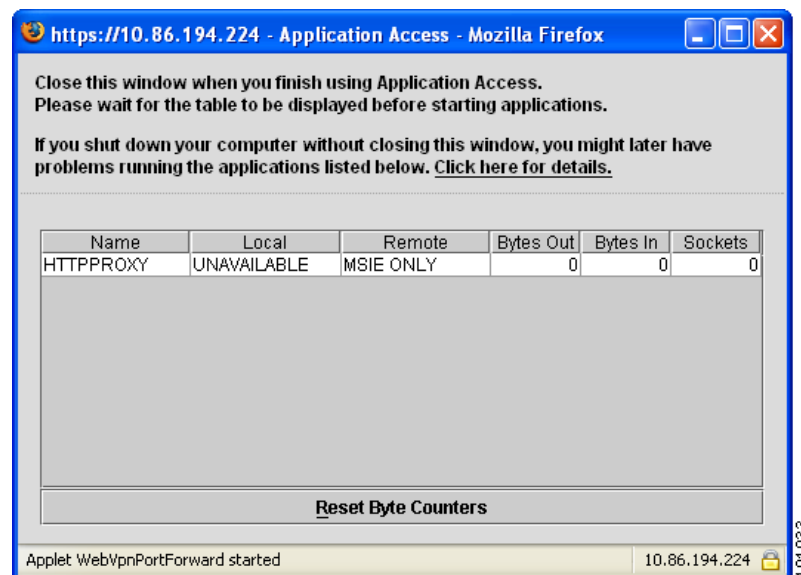 https://10.86.194.224 - Application Access - Mozilla Firefox
Close this window when you finish using Application Access.
Please wait for the table to be displayed before starting applications.
If you shut down your computer without closing this window, you might later have
problems running the applications listed below. Click here for details.
Name Local Remote Bytes Out Bytes In Sockets
HTTPPROXY UNAVAILABLE MSIE ONLY 0 0 0
Reset Byte Counters
Applet WebVpnPortForward started 10.86.194.224